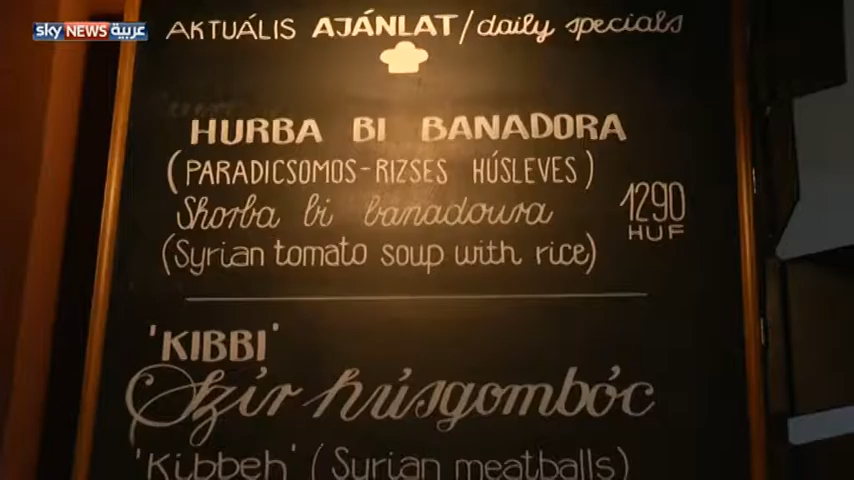 sky NEWS عربية
AKTUÁLIS AJÁNLAT / daily specials
HURBA BI BANADORA
(PARADICSOMOS-RIZSES HÚSLEVES)
Shorba bi banadoura
1290
HUF
(Syrian tomato soup with rice)
'KIBBI'
Szír húsgombóc
'Kibbeh' (Syrian meatballs)